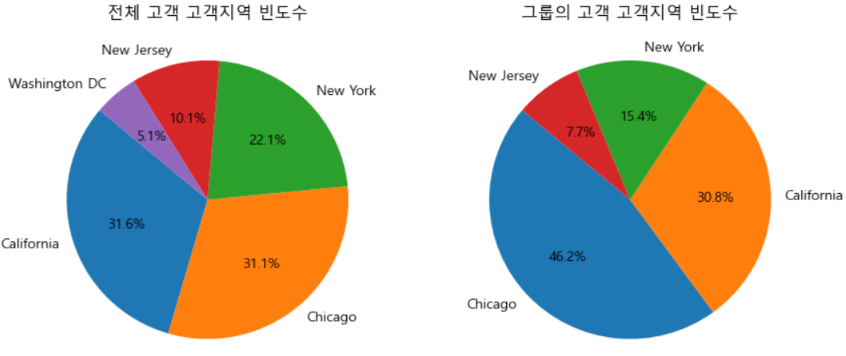 전체 고객 고객지역 빈도수
New Jersey
Washington DC
New York
10.1%
5.1%
22.1%
31.6%
California
31.1%
Chicago
그룹의 고객 고객지역 빈도수
New York
New Jersey
15.4%
7.7%
30.8%
California
46.2%
Chicago